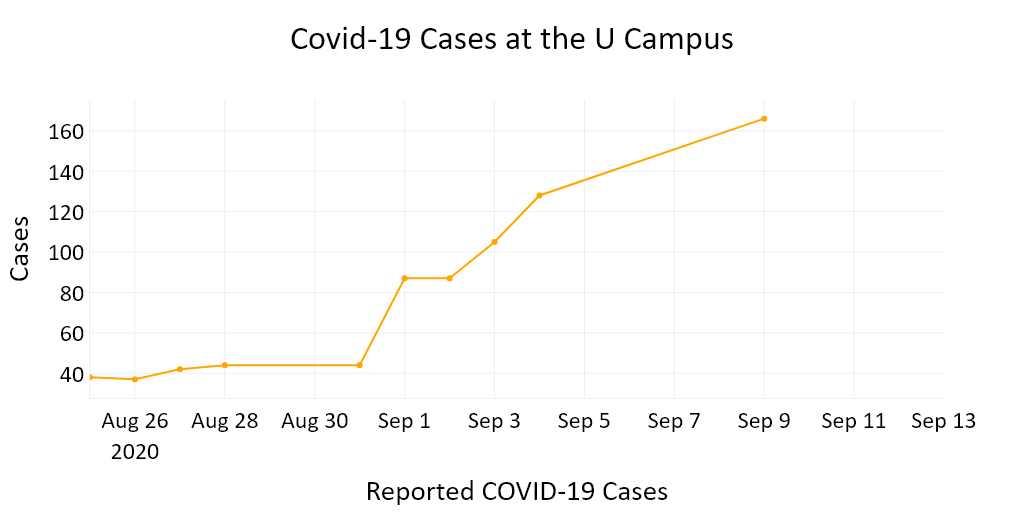 Covid-19 Cases at the U Campus
160
140
120
100
80
60
40
Cases
Aug 26 Aug 28 Aug 30 Sep 1 Sep 3 Sep 5 Sep 7 Sep 9 Sep 11 Sep 13
2020
Reported COVID-19 Cases